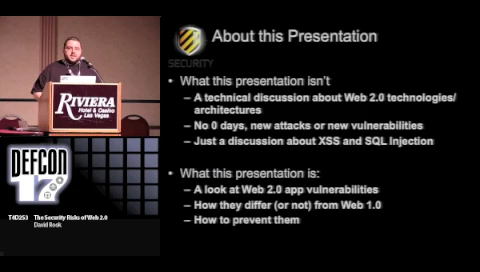 About this Presentation
SECURITY
• What this presentation isn't
– A technical discussion about Web 2.0 technologies/
architectures
– No 0 days, new attacks or new vulnerabilities
– Just a discussion about XSS and SQL Injection
• What this presentation is:
– A look at Web 2.0 app vulnerabilities
– How they differ (or not) from Web 1.0
– How to prevent them
RIVIERA
Hotel & Casino
Las Vegas
DEFCON
17
T4D2S3 The Security Risks of Web 2.0
David Rook